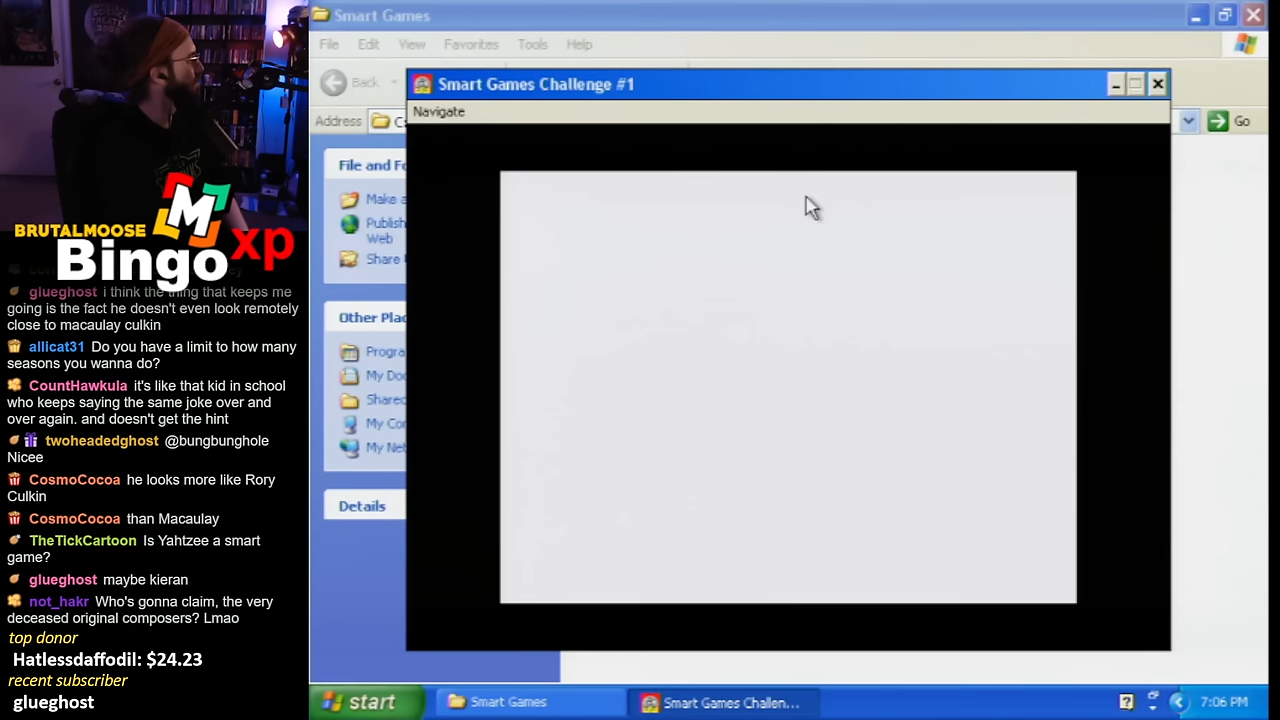 Smart Games
File Edit View Favorites Tools Help
Back
Smart Games Challenge #1
Navigate
Address
Go
File and Fo
Make a
Publish
Web
Share
Other Plac
Progra
My Doc
Shared
My Co
My Net
Details
BRUTALMOOSE
M
Bingo xp
glueghost i think the thing that keeps me
going is the fact he doesn't even look remotely
close to macaulay culkin
allicat31 Do you have a limit to how many
seasons you wanna do?
CountHawkula it's like that kid in school
who keeps saying the same joke over and
over again. and doesn't get the hint
twoheadedghost @bungbunghole
Nicee
CosmoCocoa he looks more like Rory
Culkin
CosmoCocoa than Macaulay
TheTickCartoon Is Yahtzee a smart
game?
glueghost maybe kieran
not_hakr Who's gonna claim, the very
deceased original composers? Lmao
top donor
Hatlessdaffodil: $24.23
recent subscriber
glueghost
start
Smart Games
Smart Games Challen...
7:06 PM